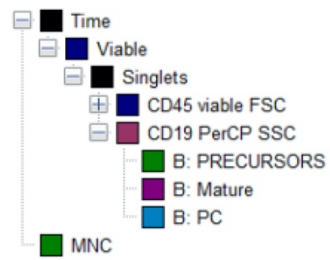 Time
Viable
Singlets
CD45 viable FSC
CD19 PerCP SSC
B: PRECURSORS
B: Mature
B: PC
MNC